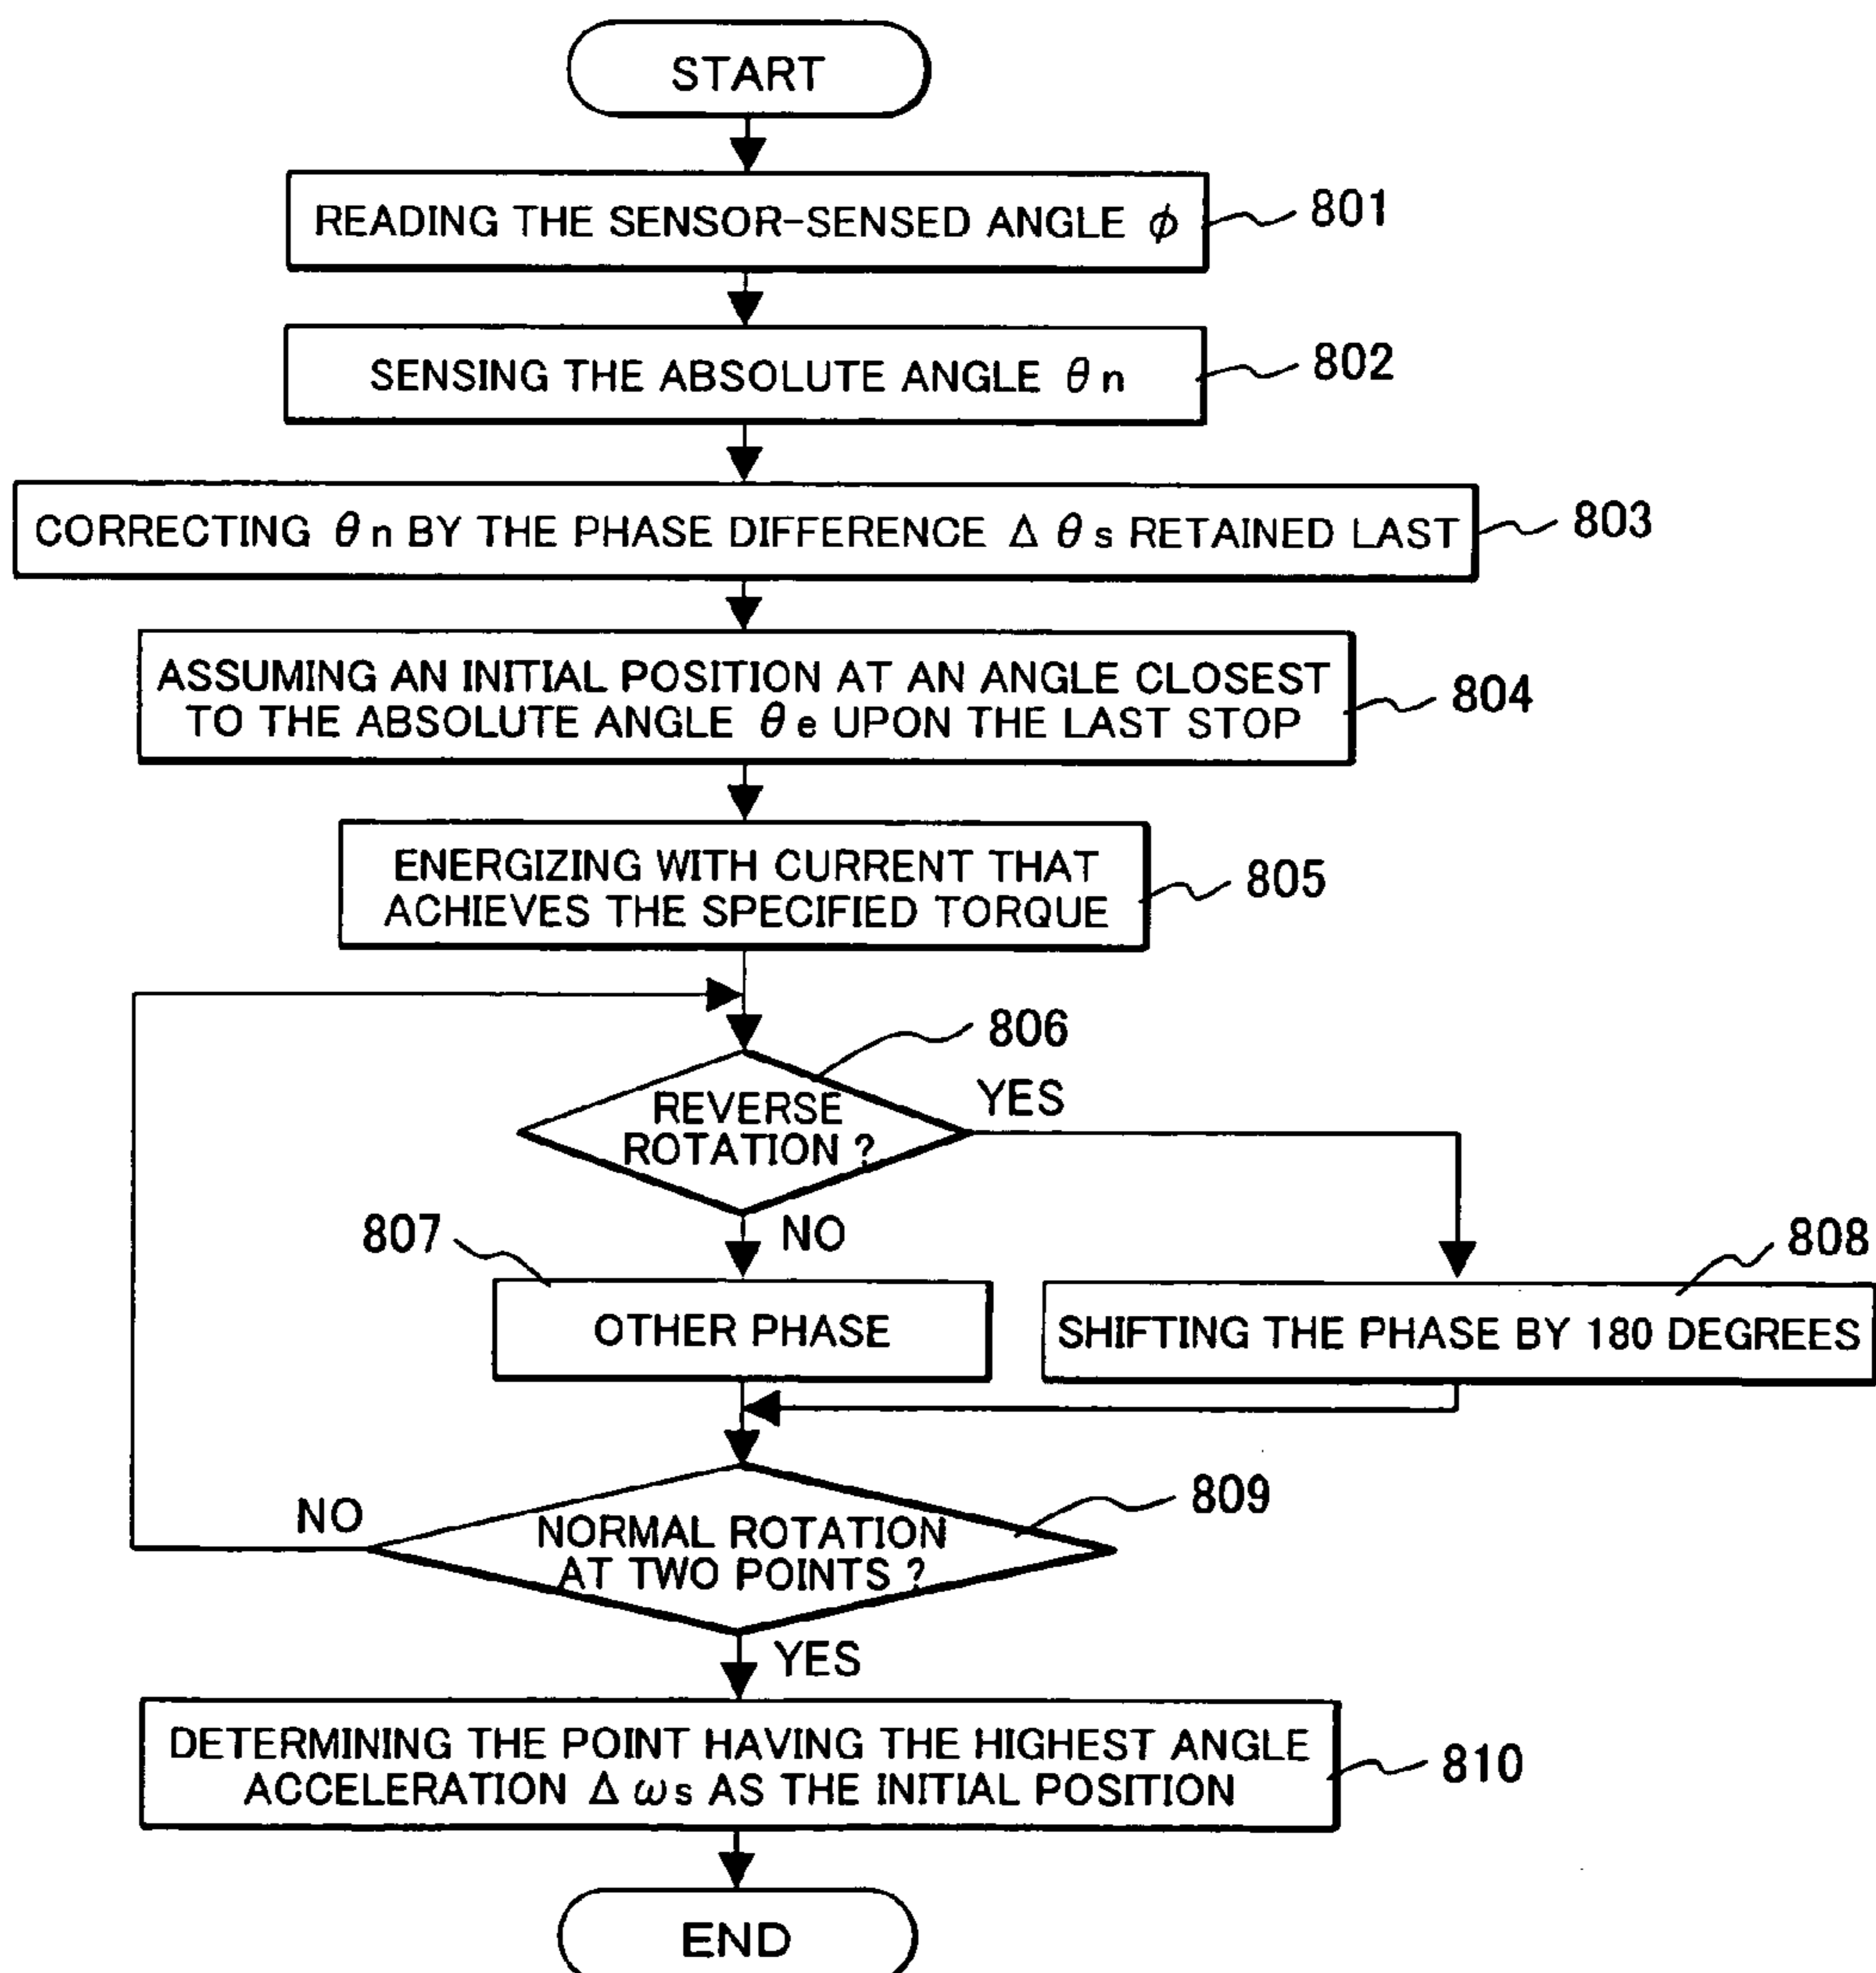 START
READING THE SENSOR-SENSED ANGLE ϕ
801
SENSING THE ABSOLUTE ANGLE θn
802
CORRECTING θn BY THE PHASE DIFFERENCE Δθs RETAINED LAST
803
ASSUMING AN INITIAL POSITION AT AN ANGLE CLOSEST
TO THE ABSOLUTE ANGLE θe UPON THE LAST STOP
804
ENERGIZING WITH CURRENT THAT
ACHIEVES THE SPECIFIED TORQUE
805
806
REVERSE
ROTATION ?
YES
NO
807
OTHER PHASE
808
SHIFTING THE PHASE BY 180 DEGREES
809
NORMAL ROTATION
AT TWO POINTS ?
NO
YES
DETERMINING THE POINT HAVING THE HIGHEST ANGLE
ACCELERATION Δωs AS THE INITIAL POSITION
810
END